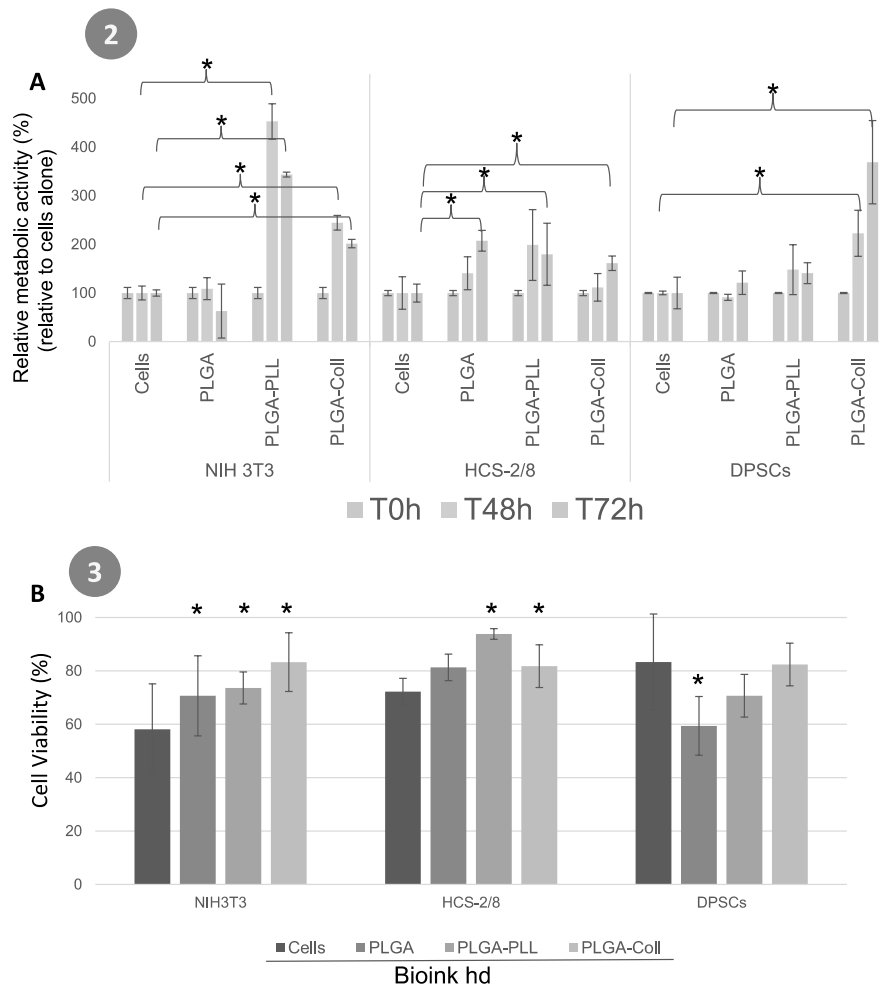 2
A
Relative metabolic activity (%)
(relative to cells alone)
500
400
300
200
100
0
* * * * * * * * *
Cells PLGA PLGA-PLL PLGA-Coll Cells PLGA PLGA-PLL PLGA-Coll Cells PLGA PLGA-PLL PLGA-Coll
NIH 3T3 HCS-2/8 DPSCs
T0h T48h T72h
3
B
Cell Viability (%)
100
80
60
40
20
0
* * * * * *
NIH3T3 HCS-2/8 DPSCs
Cells PLGA PLGA-PLL PLGA-Coll
Bioink hd